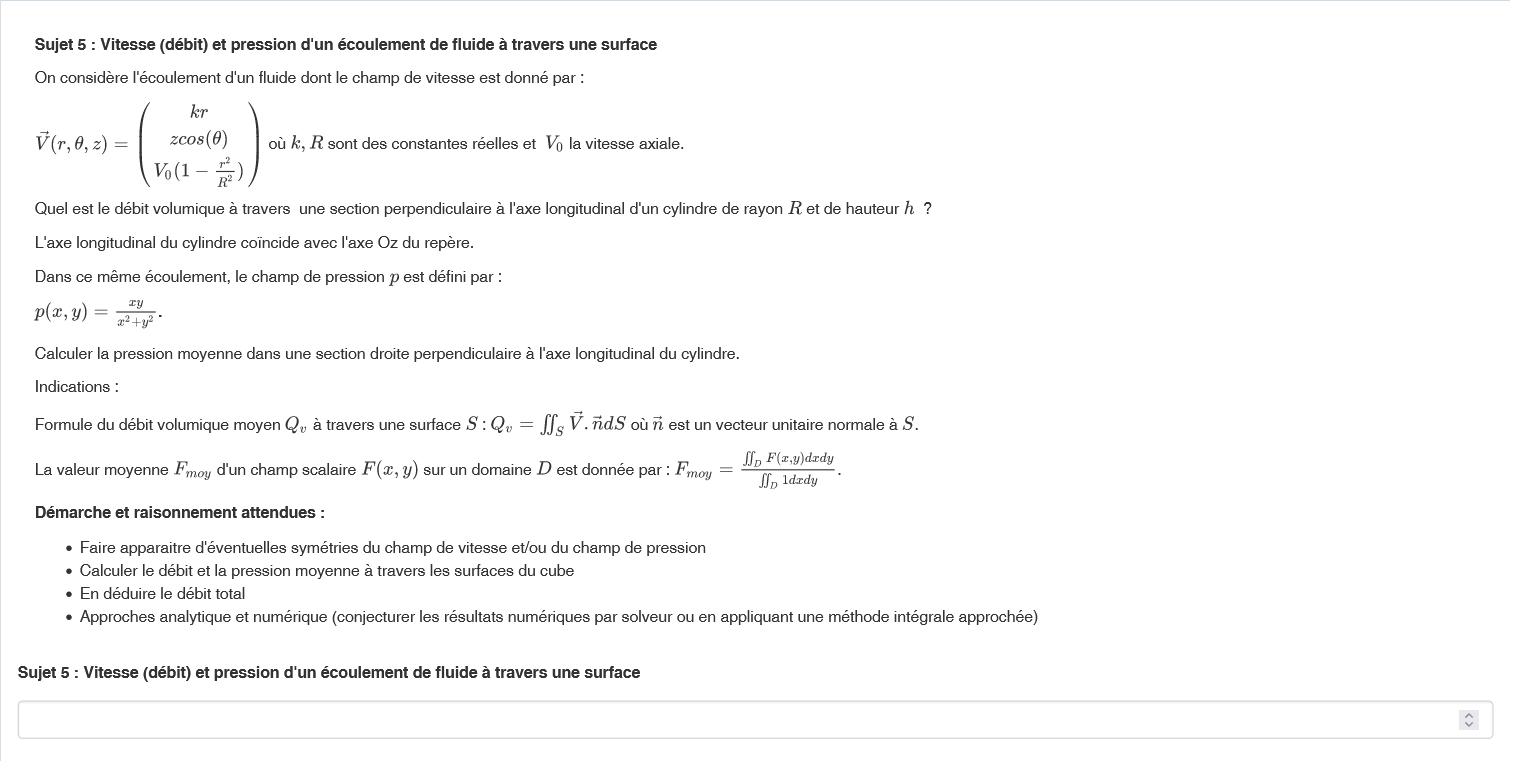 Sujet 5 : Vitesse (débit) et pression d'un écoulement de fluide à travers une surface
On considère l'écoulement d'un fluide dont le champ de vitesse est donné par :
$\vec{V}(r, \theta, z) = \begin{pmatrix} kr \\ zcos(\theta) \\ V_0(1 - \frac{r^2}{R^2}) \end{pmatrix}$ où $k, R$ sont des constantes réelles et $V_0$ la vitesse axiale.
Quel est le débit volumique à travers une section perpendiculaire à l'axe longitudinal d'un cylindre de rayon $R$ et de hauteur $h$ ?
L'axe longitudinal du cylindre coïncide avec l'axe Oz du repère.
Dans ce même écoulement, le champ de pression $p$ est défini par :
$p(x, y) = \frac{xy}{x^2+y^2}$.
Calculer la pression moyenne dans une section droite perpendiculaire à l'axe longitudinal du cylindre.
Indications :
Formule du débit volumique moyen $Q_v$ à travers une surface $S : Q_v = \iint_S \vec{V}.\vec{n}dS$ où $\vec{n}$ est un vecteur unitaire normale à $S$.
La valeur moyenne $F_{moy}$ d'un champ scalaire $F(x, y)$ sur un domaine $D$ est donnée par : $F_{moy} = \frac{\iint_D F(x,y)dxdy}{\iint_D 1dxdy}$.
Démarche et raisonnement attendues :
• Faire apparaitre d'éventuelles symétries du champ de vitesse et/ou du champ de pression
• Calculer le débit et la pression moyenne à travers les surfaces du cube
• En déduire le débit total
• Approches analytique et numérique (conjecturer les résultats numériques par solveur ou en appliquant une méthode intégrale approchée)
Sujet 5 : Vitesse (débit) et pression d'un écoulement de fluide à travers une surface